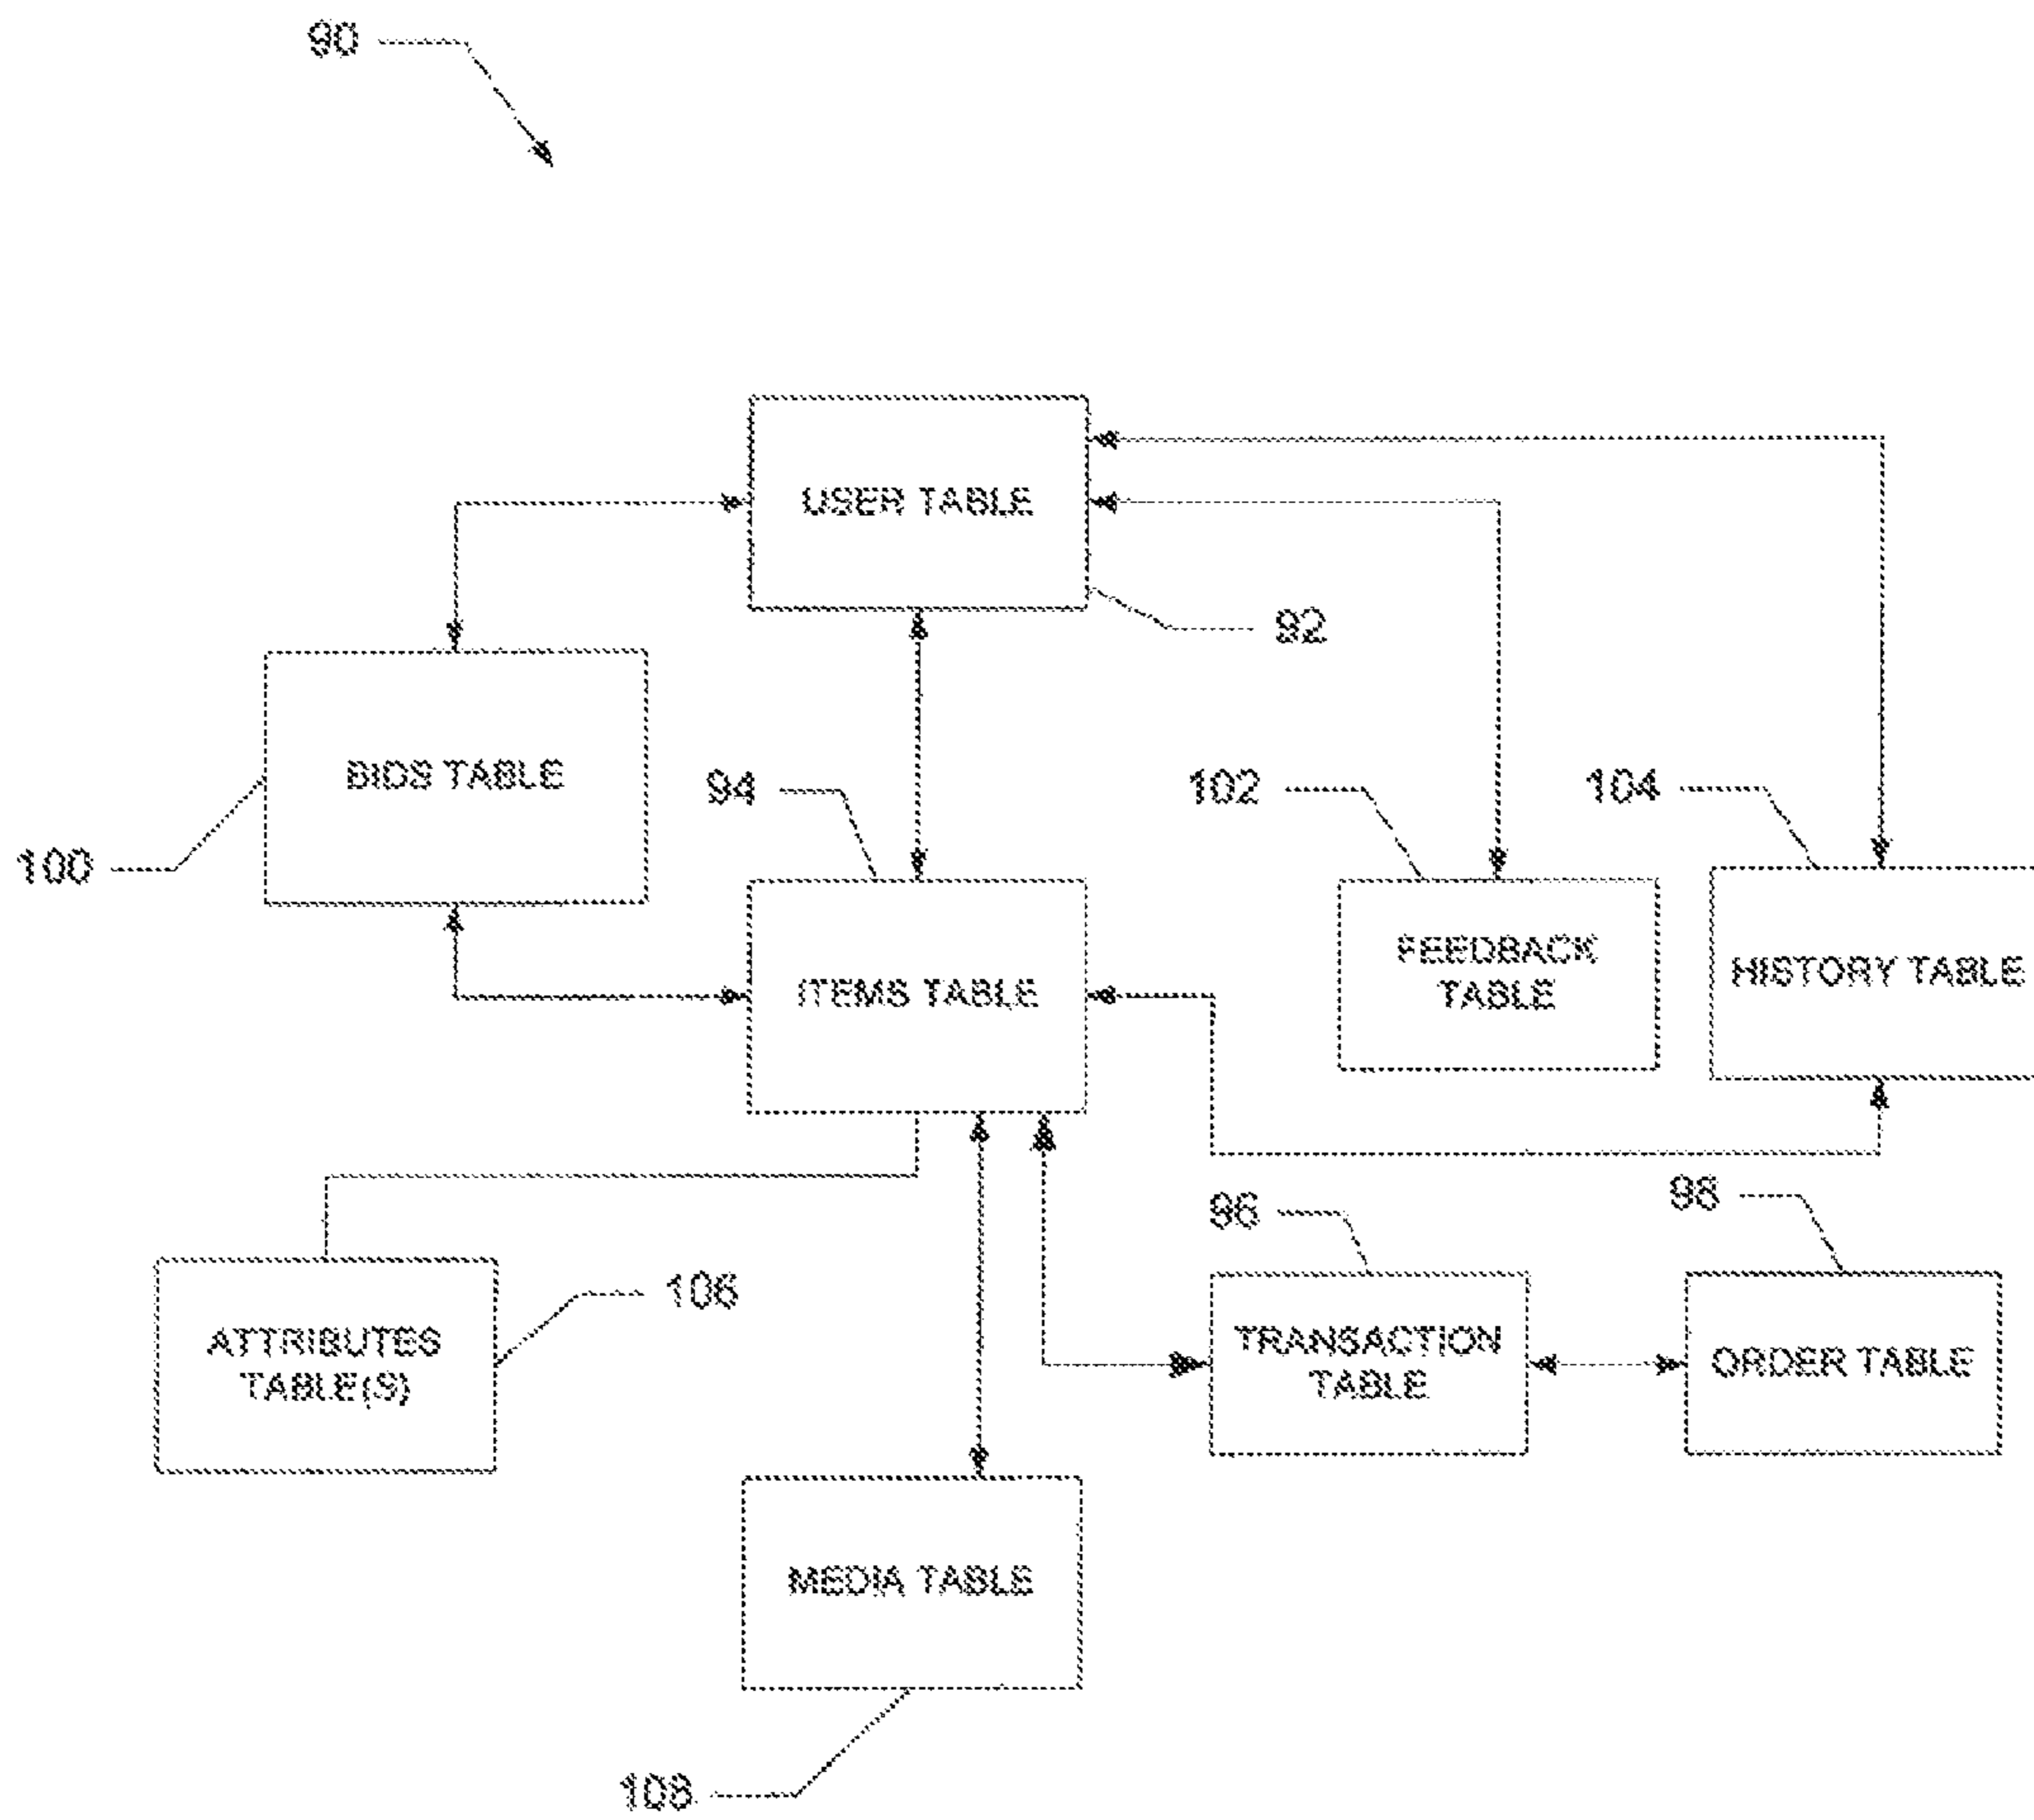 90
USER TABLE
92
BIDS TABLE
94
102
104
100
FEEDBACK
TABLE
ITEMS TABLE
HISTORY TABLE
96
98
106
ATTRIBUTES
TABLE(S)
TRANSACTION
TABLE
ORDER TABLE
MEDIA TABLE
108